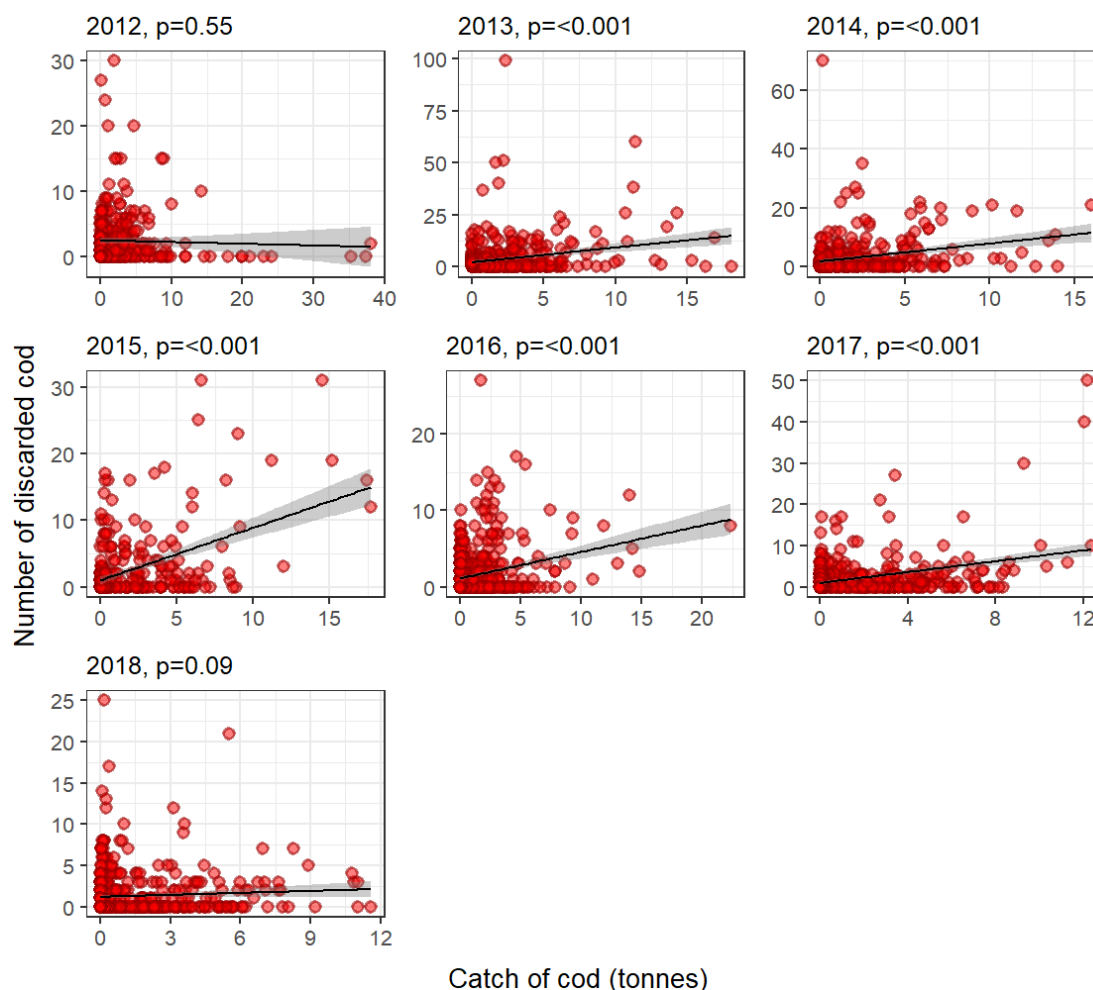 2012, p=0.55
30
20
10
0
0 10 20 30 40
2013, p=<0.001
100
75
50
25
0
0 5 10 15
2014, p=<0.001
60
40
20
0
0 5 10 15
Number of discarded cod
2015, p=<0.001
30
20
10
0
0 5 10 15
2016, p=<0.001
20
10
0
0 5 10 15 20
2017, p=<0.001
50
40
30
20
10
0
0 4 8 12
2018, p=0.09
25
20
15
10
5
0
0 3 6 9 12
Catch of cod (tonnes)